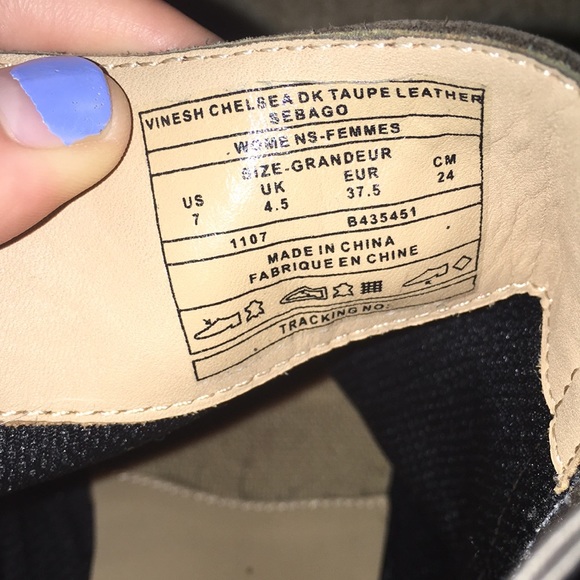 VINESH CHELSEA DK TAUPE LEATHER
SEBAGO
WOMENS-FEMMES
SIZE-GRANDEUR
US UK EUR CM
7 4.5 37.5 24
1107 B435451
MADE IN CHINA
FABRIQUE EN CHINE
TRACKING NO: